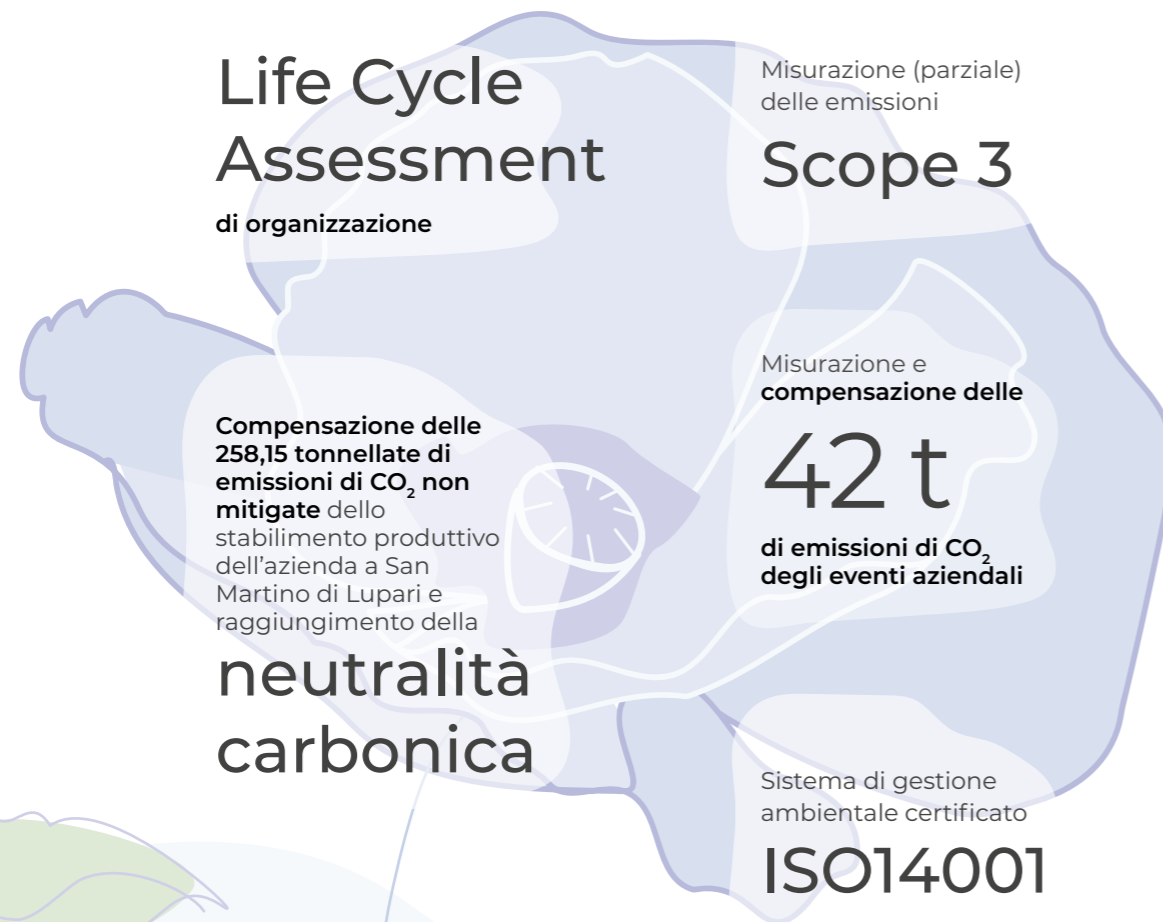 Life Cycle
Assessment
di organizzazione
Compensazione delle
258,15 tonnellate di
emissioni di CO₂ non
mitigate dello
stabilimento produttivo
dell’azienda a San
Martino di Lupari e
raggiungimento della
neutralità
carbonica
Misurazione (parziale)
delle emissioni
Scope 3
Misurazione e
compensazione delle
42 t
di emissioni di CO₂
degli eventi aziendali
Sistema di gestione
ambientale certificato
ISO14001